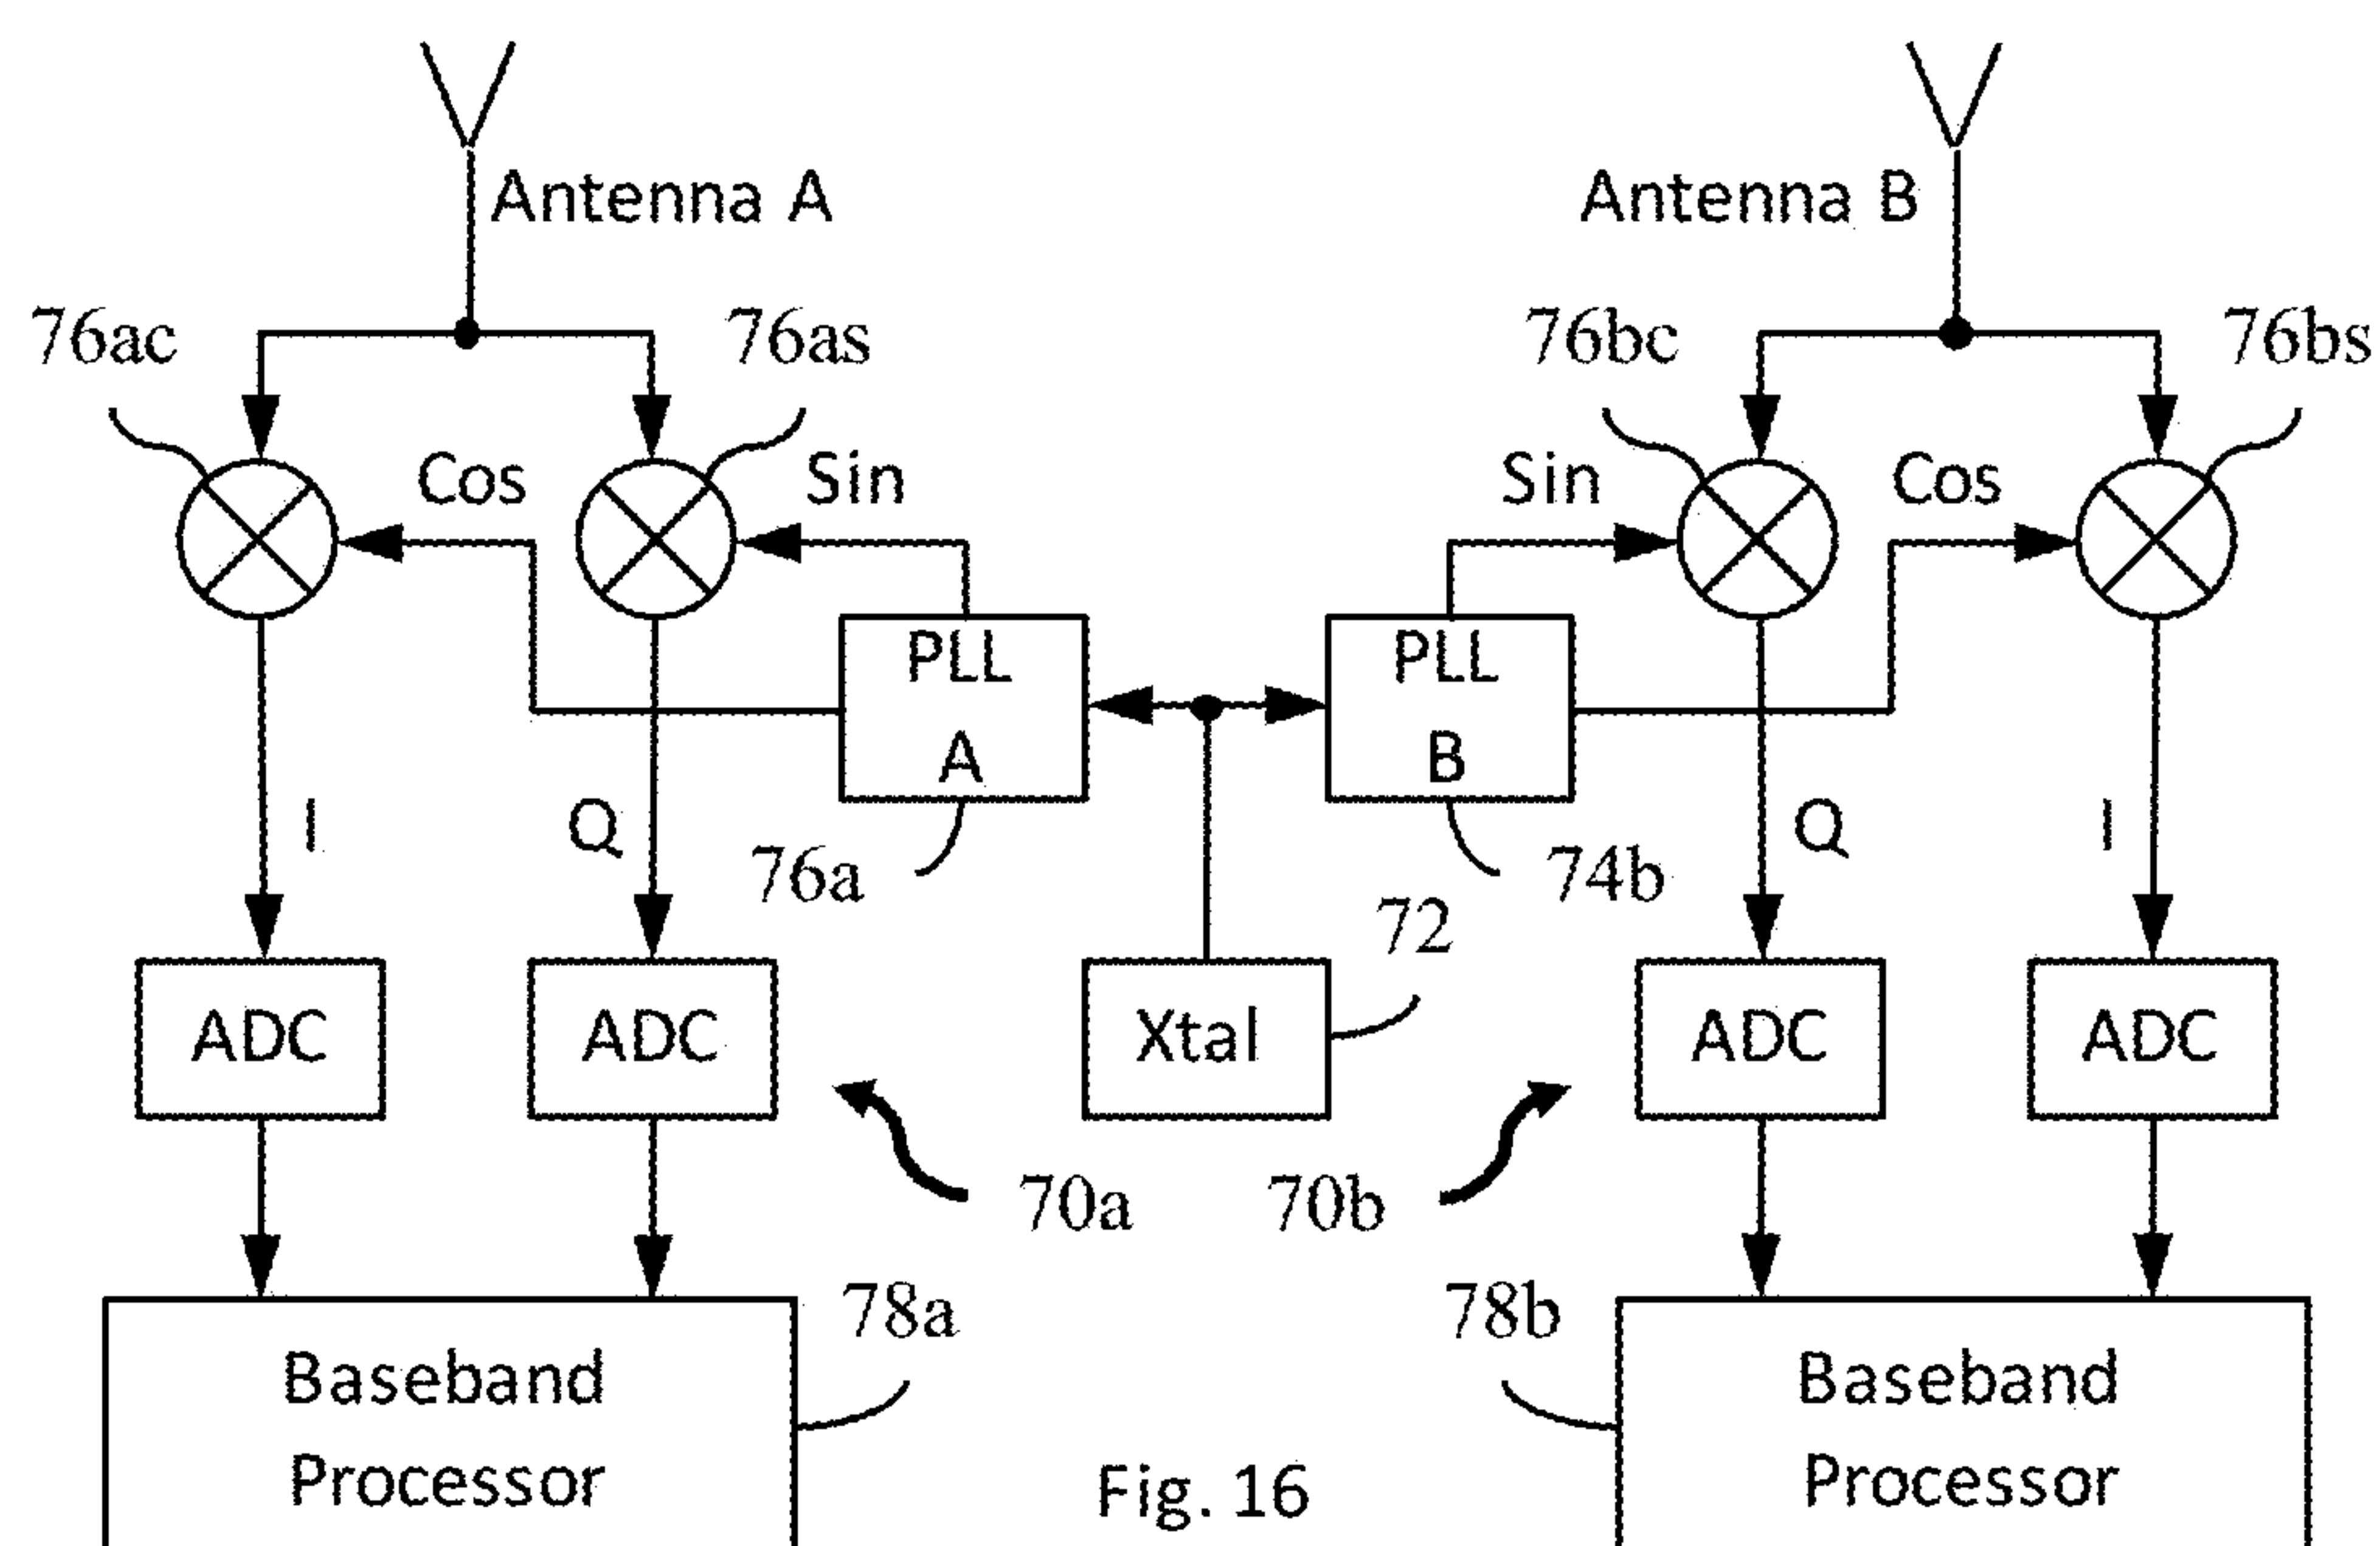 Antenna A
Antenna B
76ac
76as
76bc
76bs
Cos
Sin
Sin
Cos
PLL
A
PLL
B
I
Q
76a
74b
Q
I
72
ADC
ADC
Xtal
ADC
ADC
70a
70b
78a
78b
Baseband
Processor
Baseband
Processor
Fig. 16